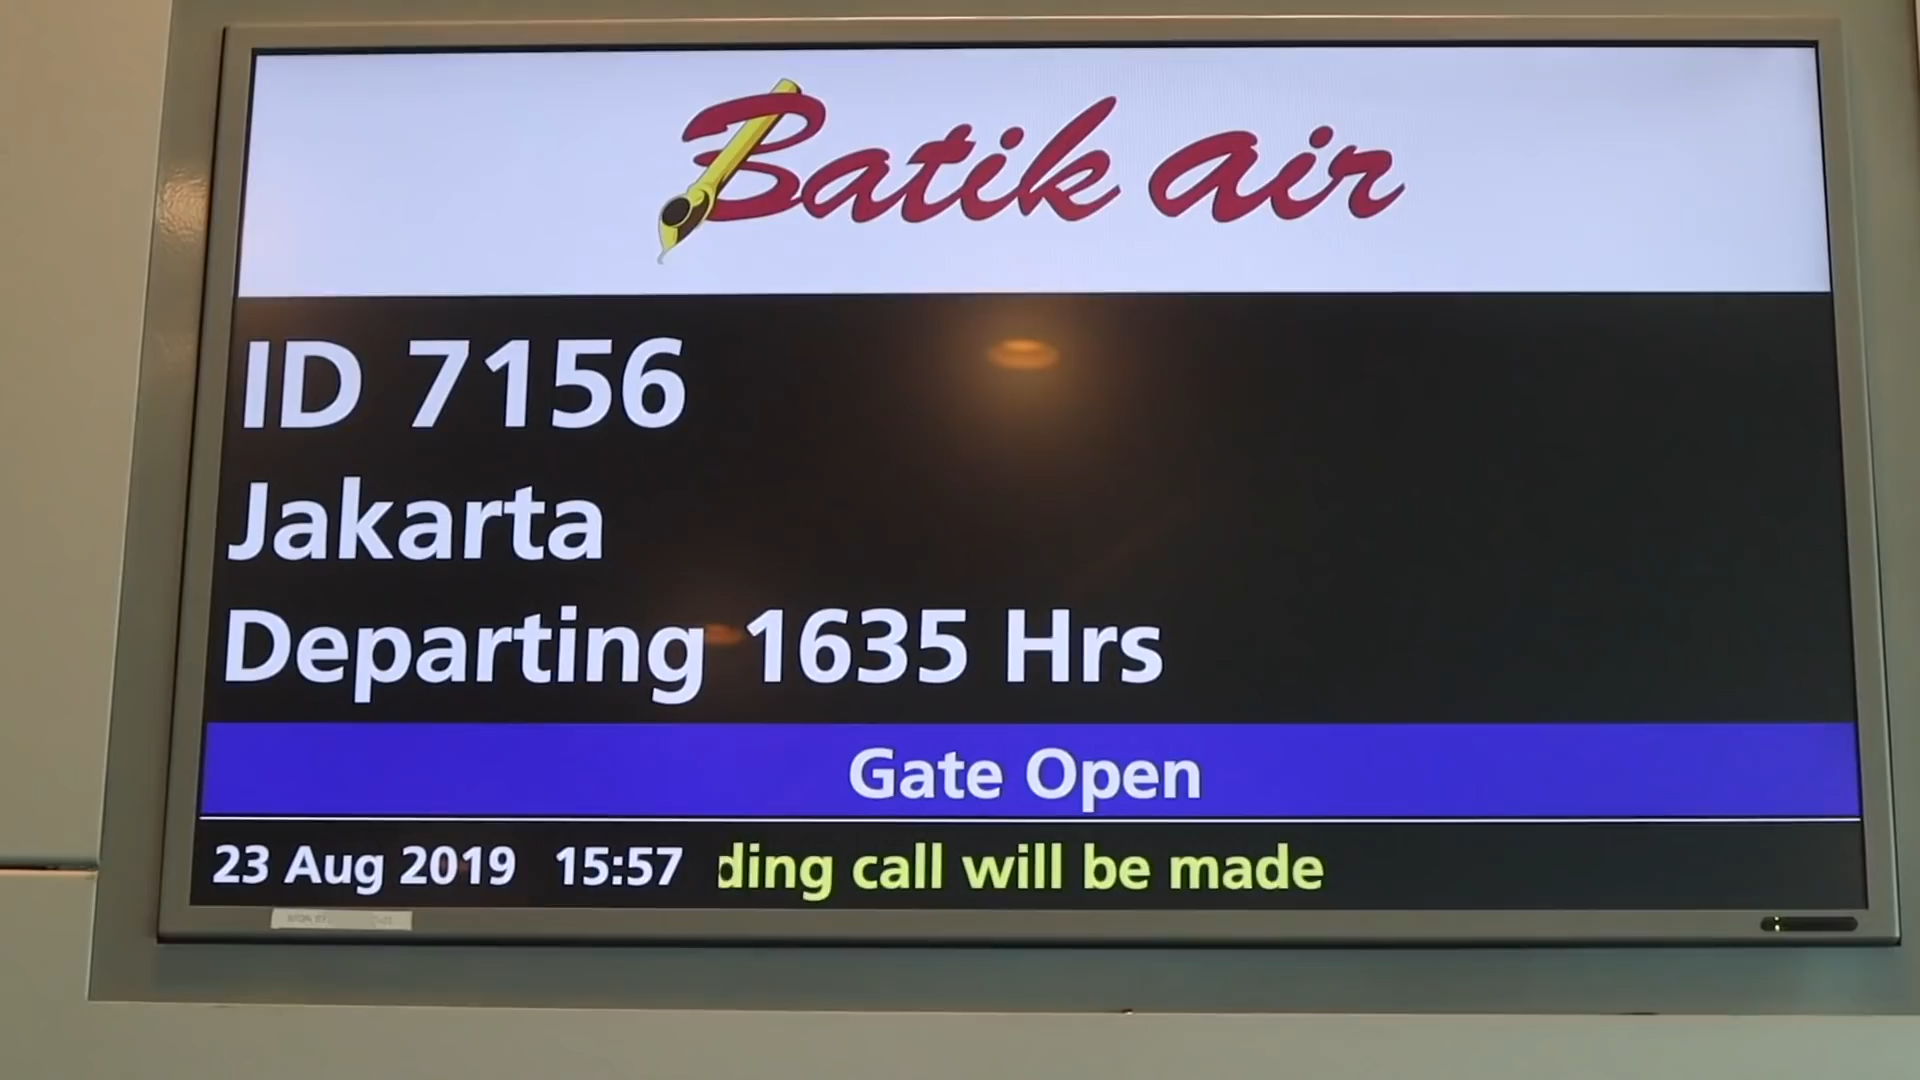 Batik air
ID 7156
Jakarta
Departing 1635 Hrs
Gate Open
23 Aug 2019 15:57 ding call will be made